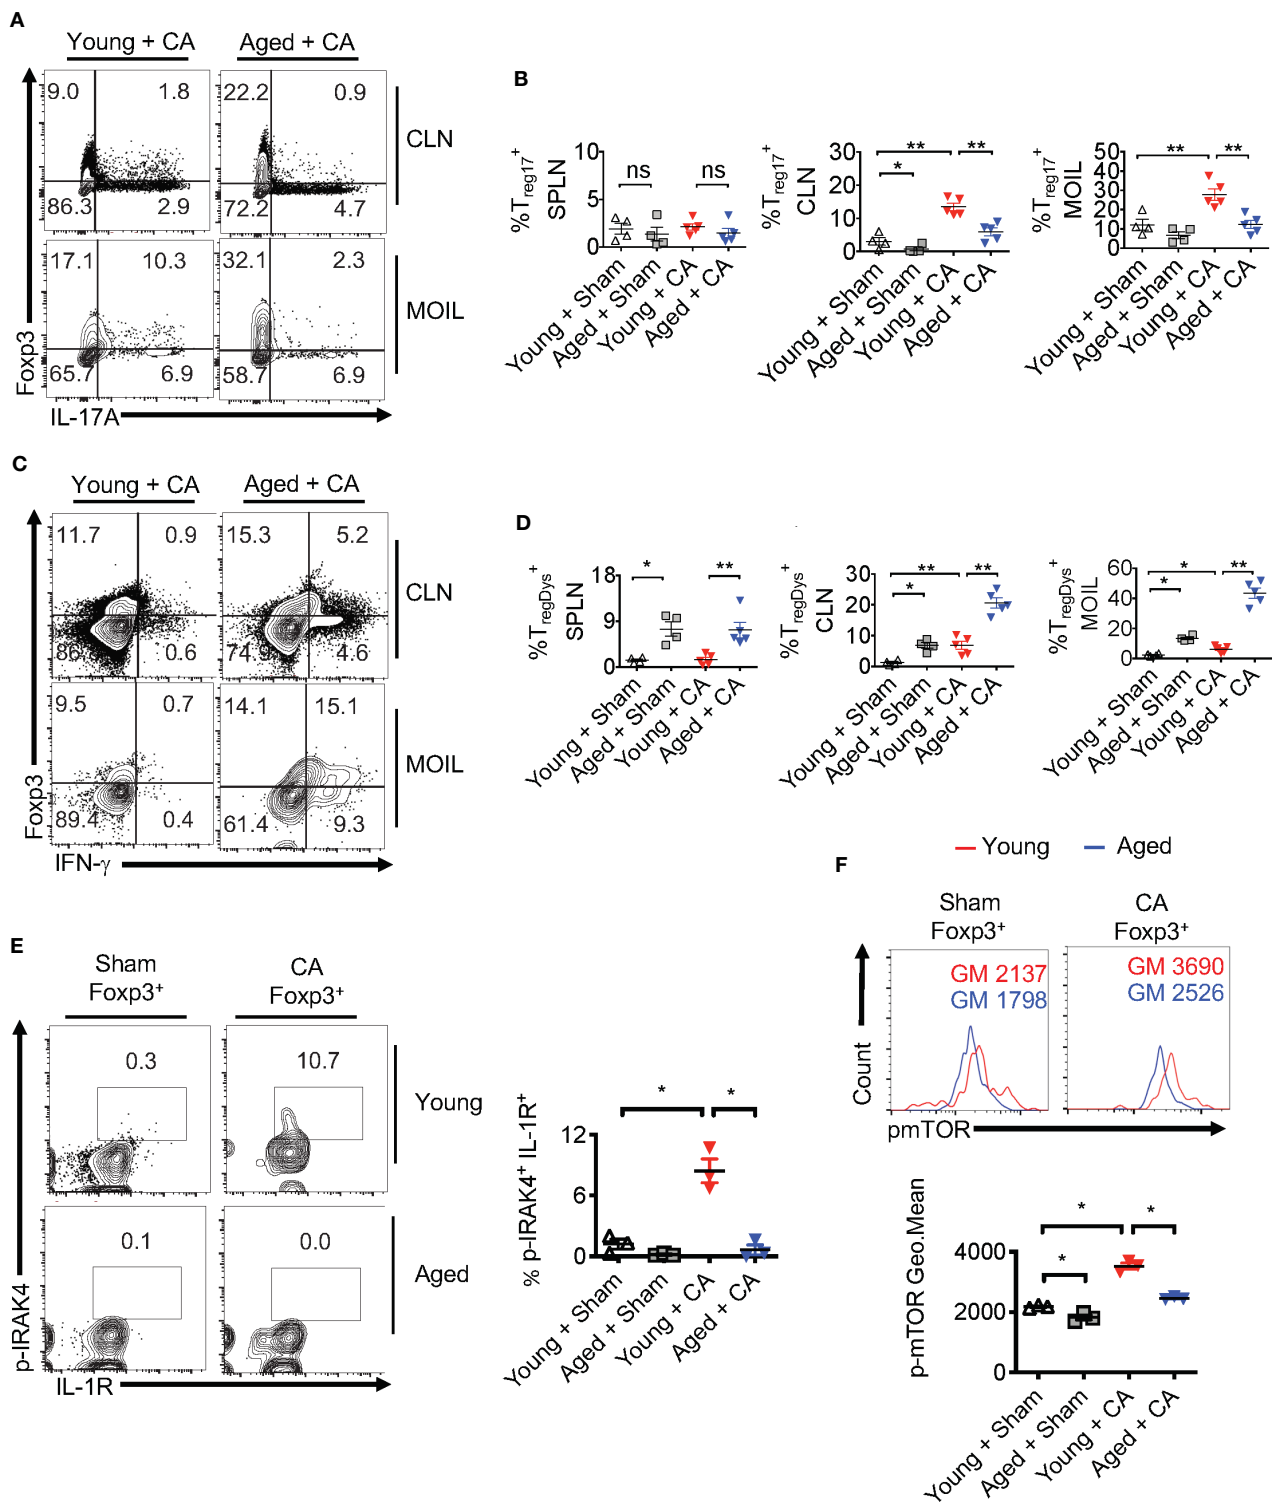 A
Young + CA
Aged + CA
9.0
1.8
22.2
0.9
CLN
86.3
2.9
72.2
4.7
17.1
10.3
32.1
2.3
MOIL
65.7
6.9
58.7
6.9
Foxp3
IL-17A
B
%Treg17+
SPLN
10
5
0
ns
ns
Young + Sham
Aged + Sham
Young + CA
Aged + CA
%Treg17+
CLN
30
20
10
0
**
**
*
Young + Sham
Aged + Sham
Young + CA
Aged + CA
%Treg17+
MOIL
50
40
30
20
10
0
**
**
Young + Sham
Aged + Sham
Young + CA
Aged + CA
C
Young + CA
Aged + CA
11.7
0.9
15.3
5.2
CLN
0.6
4.6
9.5
0.7
14.1
15.1
MOIL
89.4
0.4
61.4
9.3
Foxp3
IFN-γ
D
%TregDys+
SPLN
18
9
0
*
**
Young + Sham
Aged + Sham
Young + CA
Aged + CA
%TregDys+
CLN
30
20
10
0
**
**
*
Young + Sham
Aged + Sham
Young + CA
Aged + CA
%TregDys+
MOIL
60
40
20
0
*
**
*
Young + Sham
Aged + Sham
Young + CA
Aged + CA
E
Sham
Foxp3+
CA
Foxp3+
0.3
10.7
Young
0.1
0.0
Aged
p-IRAK4
IL-1R
% p-IRAK4+ IL-1R+
12
6
0
*
*
Young + Sham
Aged + Sham
Young + CA
Aged + CA
Young
Aged
F
Sham
Foxp3+
CA
Foxp3+
GM 2137
GM 1798
GM 3690
GM 2526
Count
pmTOR
p-mTOR Geo.Mean
4000
2000
0
*
*
*
Young + Sham
Aged + Sham
Young + CA
Aged + CA